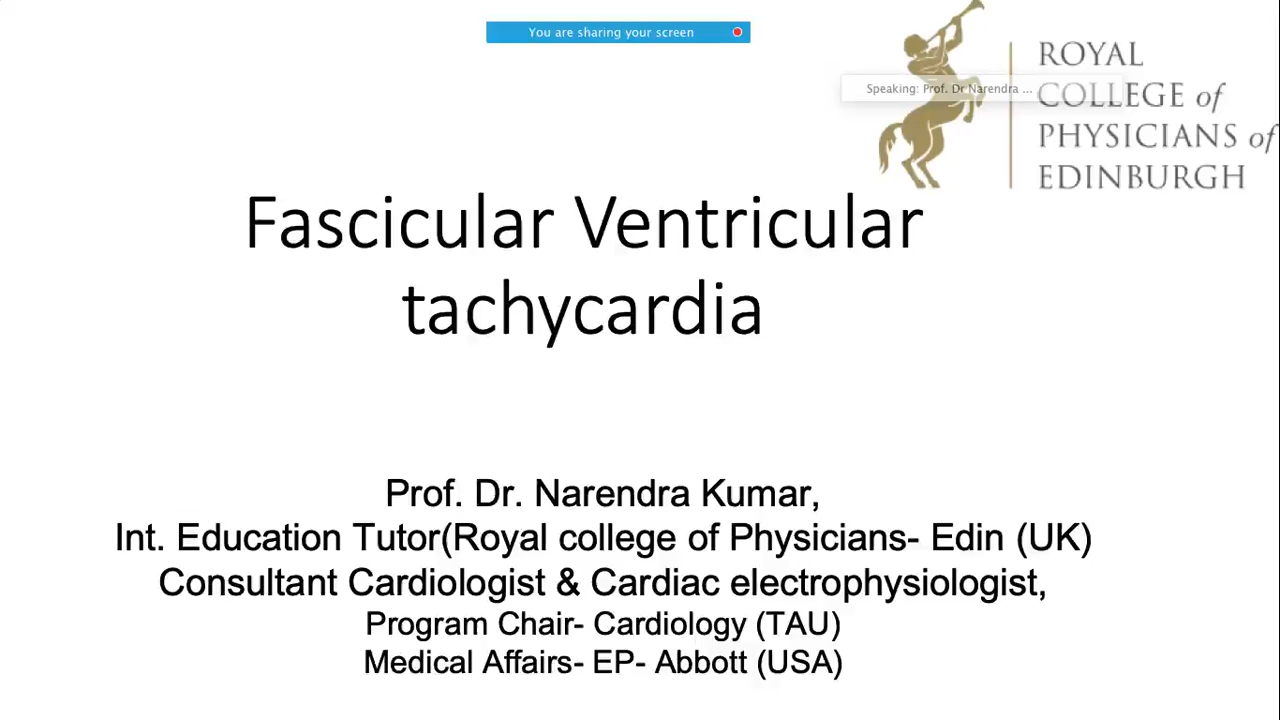 You are sharing your screen
Speaking: Prof. Dr Narendra ...
ROYAL
COLLEGE of
PHYSICIANS of
EDINBURGH
Fascicular Ventricular
tachycardia
Prof. Dr. Narendra Kumar,
Int. Education Tutor(Royal college of Physicians- Edin (UK)
Consultant Cardiologist & Cardiac electrophysiologist,
Program Chair- Cardiology (TAU)
Medical Affairs- EP- Abbott (USA)